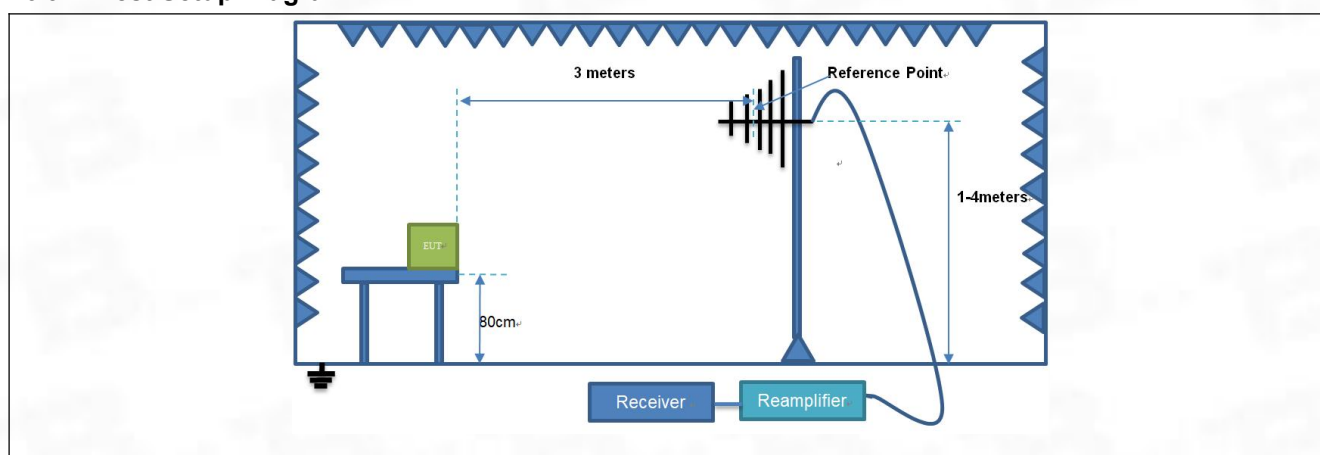 3 meters
Reference Point
1-4meters
EUT
80cm
Receiver
Reamplifier